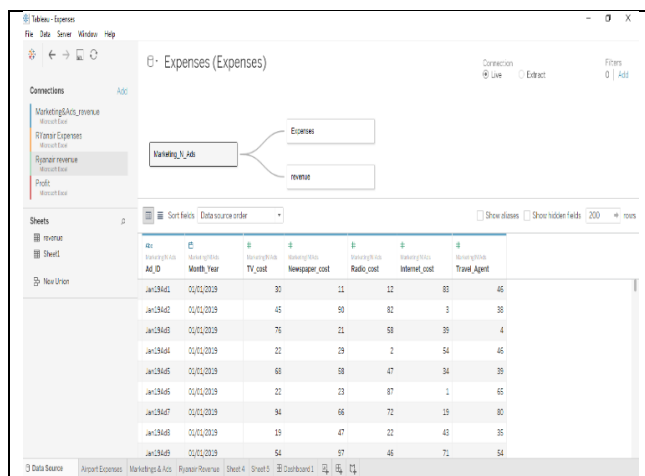 Tableau - Expenses
File Data Server Window Help
Expenses (Expenses)
Connection
Live Extract
Filters
0 Add
Connections Add
Marketing&Ads_revenue
Microsoft Excel
RYanair Expenses
Microsoft Excel
Ryanair revenue
Microsoft Excel
Profit
Microsoft Excel
Sheets
revenue
Sheet1
New Union
Marketing_N_Ads
Expenses
revenue
Sort fields Data source order
Show aliases Show hidden fields 200 rows
Abc
Ad_ID Month_Year TV_cost Newspaper_cost Radio_cost Internet_cost Travel_Agent
Jan19Ad1 01/01/2019 30 11 12 83 46
Jan19Ad2 01/01/2019 45 90 82 3 38
Jan19Ad3 01/01/2019 76 21 58 39 4
Jan19Ad4 01/01/2019 22 29 2 54 46
Jan19Ad5 01/01/2019 68 58 47 34 39
Jan19Ad6 01/01/2019 22 23 87 1 65
Jan19Ad7 01/01/2019 94 66 72 19 80
Jan19Ad8 01/01/2019 19 47 22 43 35
Jan19Ad9 01/01/2019 54 97 46 71 54
Data Source Airport Expenses Marketings & Ads Ryanair Revenue Sheet 4 Sheet 5 Dashboard 1